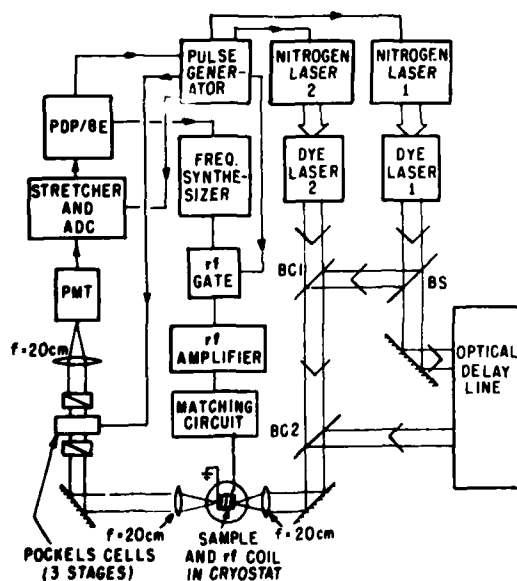 PULSE
GENER-
ATOR
NITROGEN
LASER
2
NITROGEN
LASER
1
PDP/8E
FREQ.
SYNTHE-
SIZER
DYE
LASER
2
DYE
LASER
1
STRETCHER
AND
ADC
PMT
rf
GATE
BC1
BS
f=20cm
rf
AMPLIFIER
OPTICAL
DELAY
LINE
MATCHING
CIRCUIT
BC2
f=20cm
f=20cm
POCKELS CELLS
(3 STAGES)
SAMPLE
AND rf COIL
IN CRYOSTAT